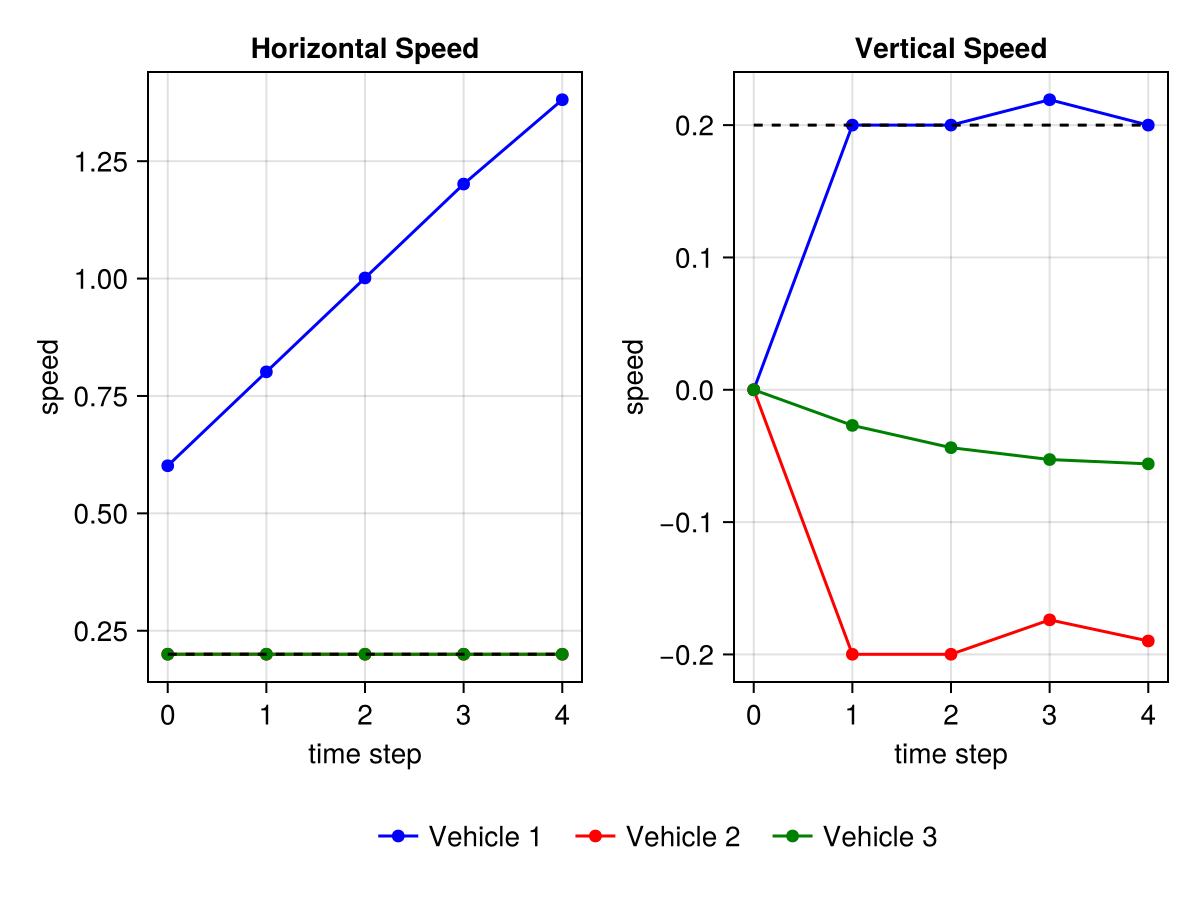 Horizontal Speed
1.25
1.00
0.75
0.50
0.25
speed
0 1 2 3 4
time step
Vertical Speed
0.2
0.1
0.0
−0.1
−0.2
speed
0 1 2 3 4
time step
Vehicle 1 Vehicle 2 Vehicle 3